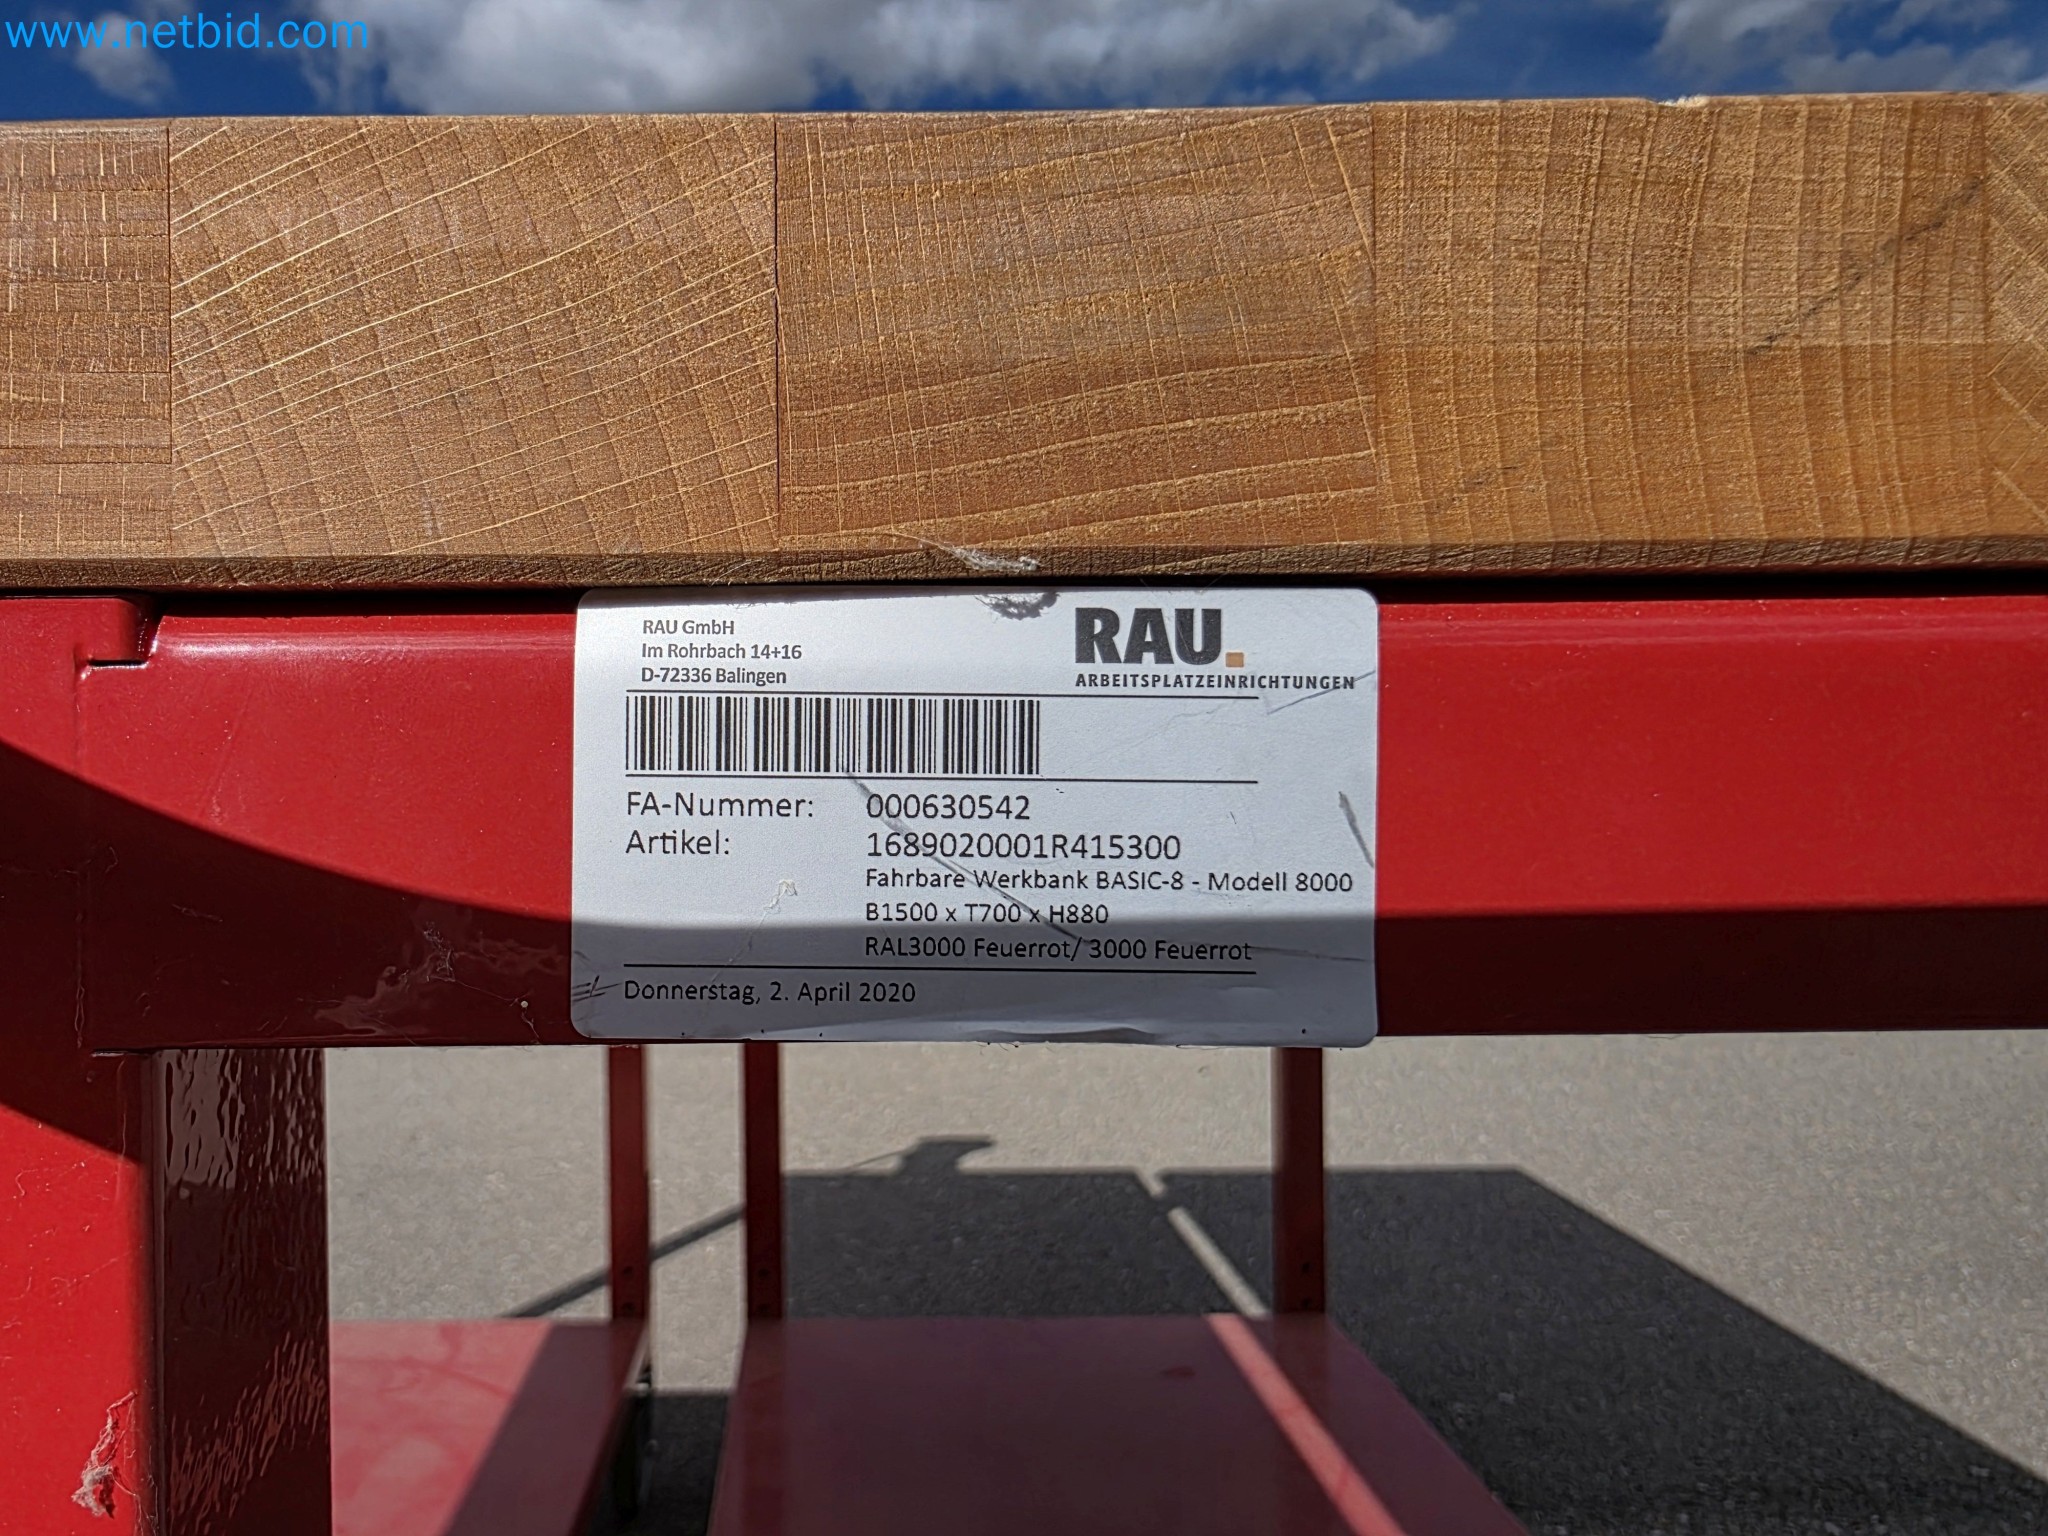 www.netbid.com
RAU GmbH
Im Rohrbach 14+16
D-72336 Balingen
RAU.
ARBEITSPLATZEINRICHTUNGEN
FA-Nummer: 000630542
Artikel: 1689020001R415300
Fahrbare Werkbank BASIC-8 - Modell 8000
B1500 x T700 x H880
RAL3000 Feuerrot/ 3000 Feuerrot
Donnerstag, 2. April 2020